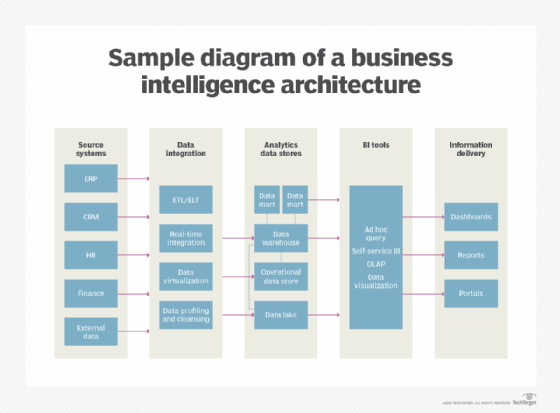 Sample diagram of a business
intelligence architecture
Source
systems
ERP
CRM
HR
Finance
External
data
Data
integration
ETL/ELT
Real-time
integration
Data
virtualization
Data profiling
and cleansing
Analytics
data stores
Data
mart
Data
mart
Data
warehouse
Operational
data store
Data lake
BI tools
Ad hoc
query
Self-service BI
OLAP
Data
visualization
Information
delivery
Dashboards
Reports
Portals
TechTarget